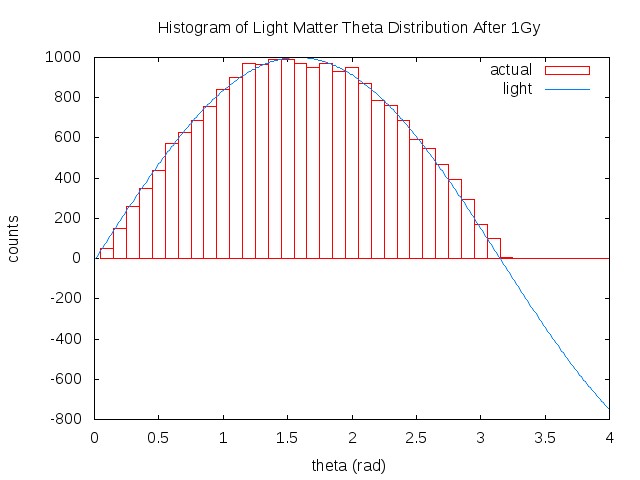 Histogram of Light Matter Theta Distribution After 1Gy
1000
800
600
400
200
0
-200
-400
-600
-800
0 0.5 1 1.5 2 2.5 3 3.5 4
counts
theta (rad)
actual
light